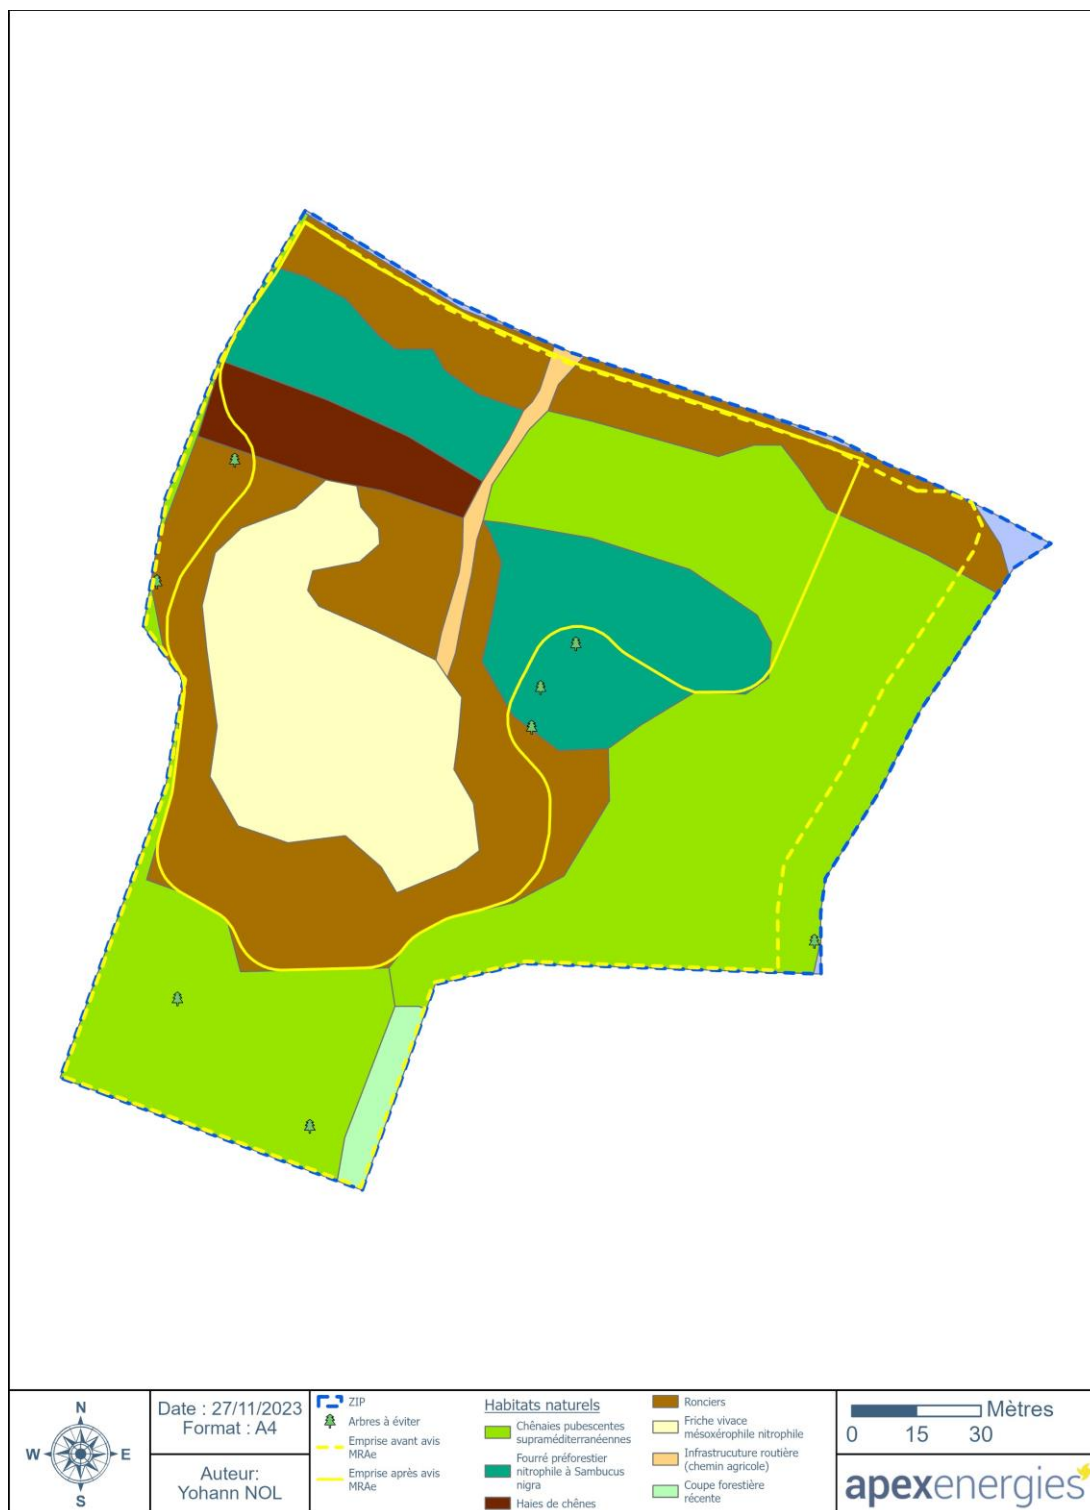 N
W E
S
Date : 27/11/2023
Format : A4
Auteur:
Yohann NOL
ZIP
Arbres à éviter
Emprise avant avis
MRAe
Emprise après avis
MRAe
Habitats naturels
Chênaies pubescentes
supraméditerranéennes
Fourré préforestier
nitrophile à Sambucus
nigra
Haies de chênes
Ronciers
Friche vivace
mésoxérophile nitrophile
Infrastrucuture routière
(chemin agricole)
Coupe forestière
récente
Mètres
0 15 30
apexenergies